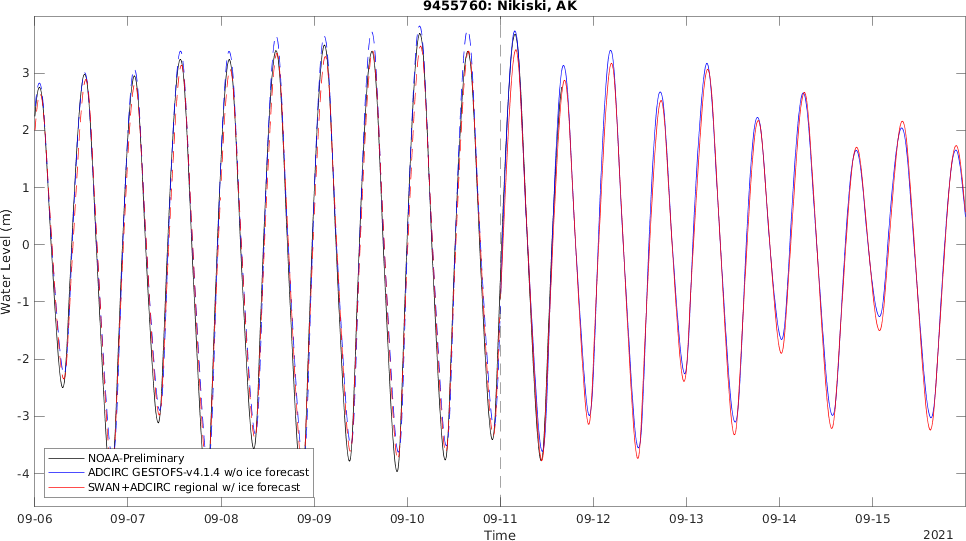 9455760: Nikiski, AK
Water Level (m)
3
2
1
0
-1
-2
-3
-4
NOAA-Preliminary
ADCIRC GESTOFS-v4.1.4 w/o ice forecast
SWAN+ADCIRC regional w/ ice forecast
09-06 09-07 09-08 09-09 09-10 09-11 09-12 09-13 09-14 09-15
Time
2021